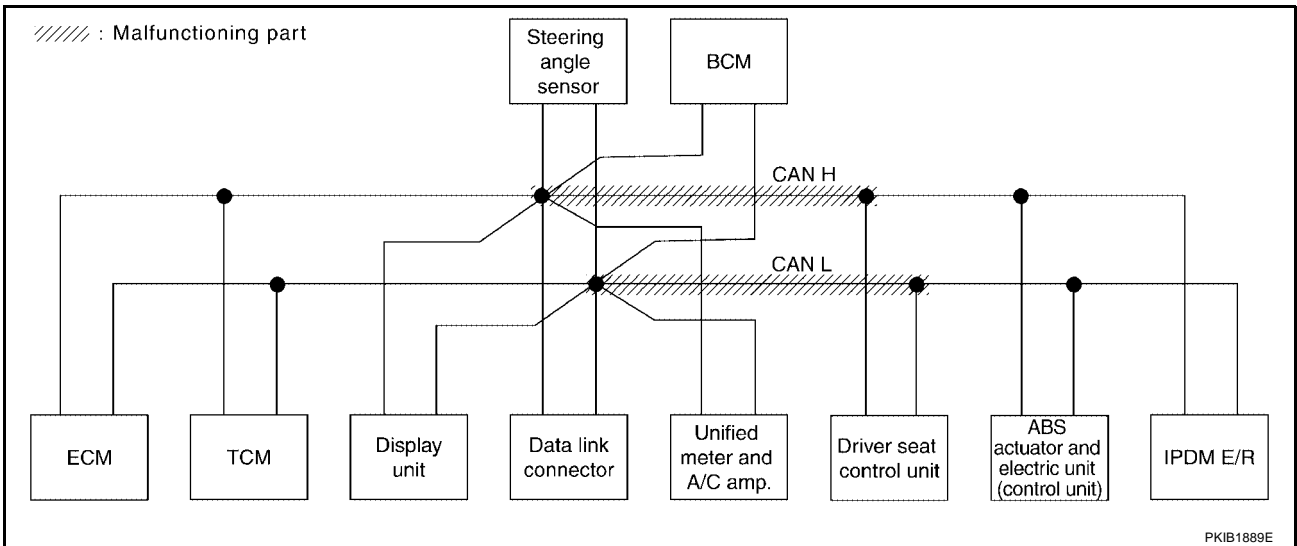 : Malfunctioning part
Steering
angle
sensor
BCM
CAN H
CAN L
ECM
TCM
Display
unit
Data link
connector
Unified
meter and
A/C amp.
Driver seat
control unit
ABS
actuator and
electric unit
(control unit)
IPDM E/R
PKIB1889E